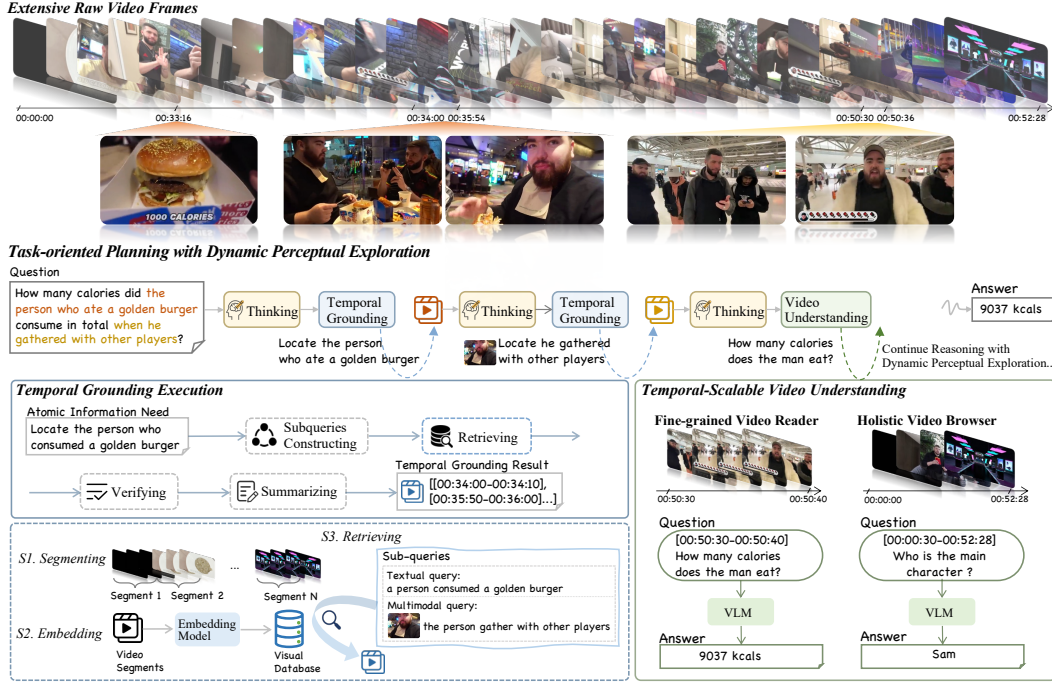 Extensive Raw Video Frames
00:00:00
00:33:16
00:34:00 00:35:54
00:50:30 00:50:36
00:52:28
1000 CALORIES
Task-oriented Planning with Dynamic Perceptual Exploration
Question
How many calories did the
person who ate a golden burger
consume in total when he
gathered with other players?
Thinking
Temporal
Grounding
Thinking
Temporal
Grounding
Thinking
Video
Understanding
Answer
9037 kcals
Locate the person
who ate a golden burger
Locate he gathered
with other players
How many calories
does the man eat?
Continue Reasoning with
Dynamic Perceptual Exploration...
Temporal Grounding Execution
Atomic Information Need
Locate the person who
consumed a golden burger
Subqueries
Constructing
Retrieving
Verifying
Summarizing
Temporal Grounding Result
[[00:34:00-00:34:10],
[00:35:50-00:36:00]...]
S1. Segmenting
...
Segment 1
Segment 2
Segment N
S2. Embedding
Video
Segments
Embedding
Model
Visual
Database
S3. Retrieving
Sub-queries
Textual query:
a person consumed a golden burger
Multimodal query:
the person gather with other players
Temporal-Scalable Video Understanding
Fine-grained Video Reader
00:50:30
00:50:40
Question
[00:50:30-00:50:40]
How many calories
does the man eat?
VLM
Answer
9037 kcals
Holistic Video Browser
00:00:00
00:52:28
Question
[00:00:30-00:52:28]
Who is the main
character ?
VLM
Answer
Sam